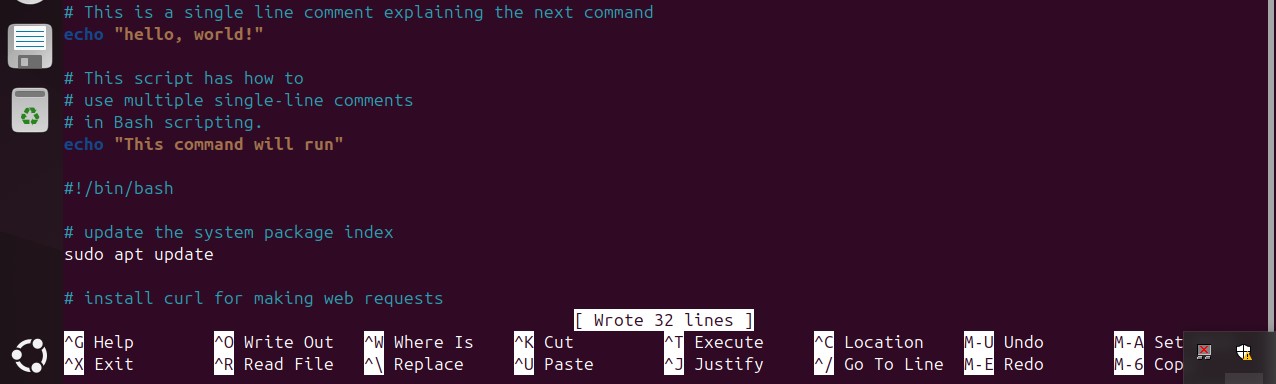 # This is a single line comment explaining the next command
echo "hello, world!"
# This script has how to
# use multiple single-line comments
# in Bash scripting.
echo "This command will run"
#!/bin/bash
# update the system package index
sudo apt update
# install curl for making web requests
[ Wrote 32 lines ]
^G Help ^O Write Out ^W Where Is ^K Cut ^T Execute ^C Location M-U Undo M-A Set
^X Exit ^R Read File ^\ Replace ^U Paste ^J Justify ^/ Go To Line M-E Redo M-6 Cop